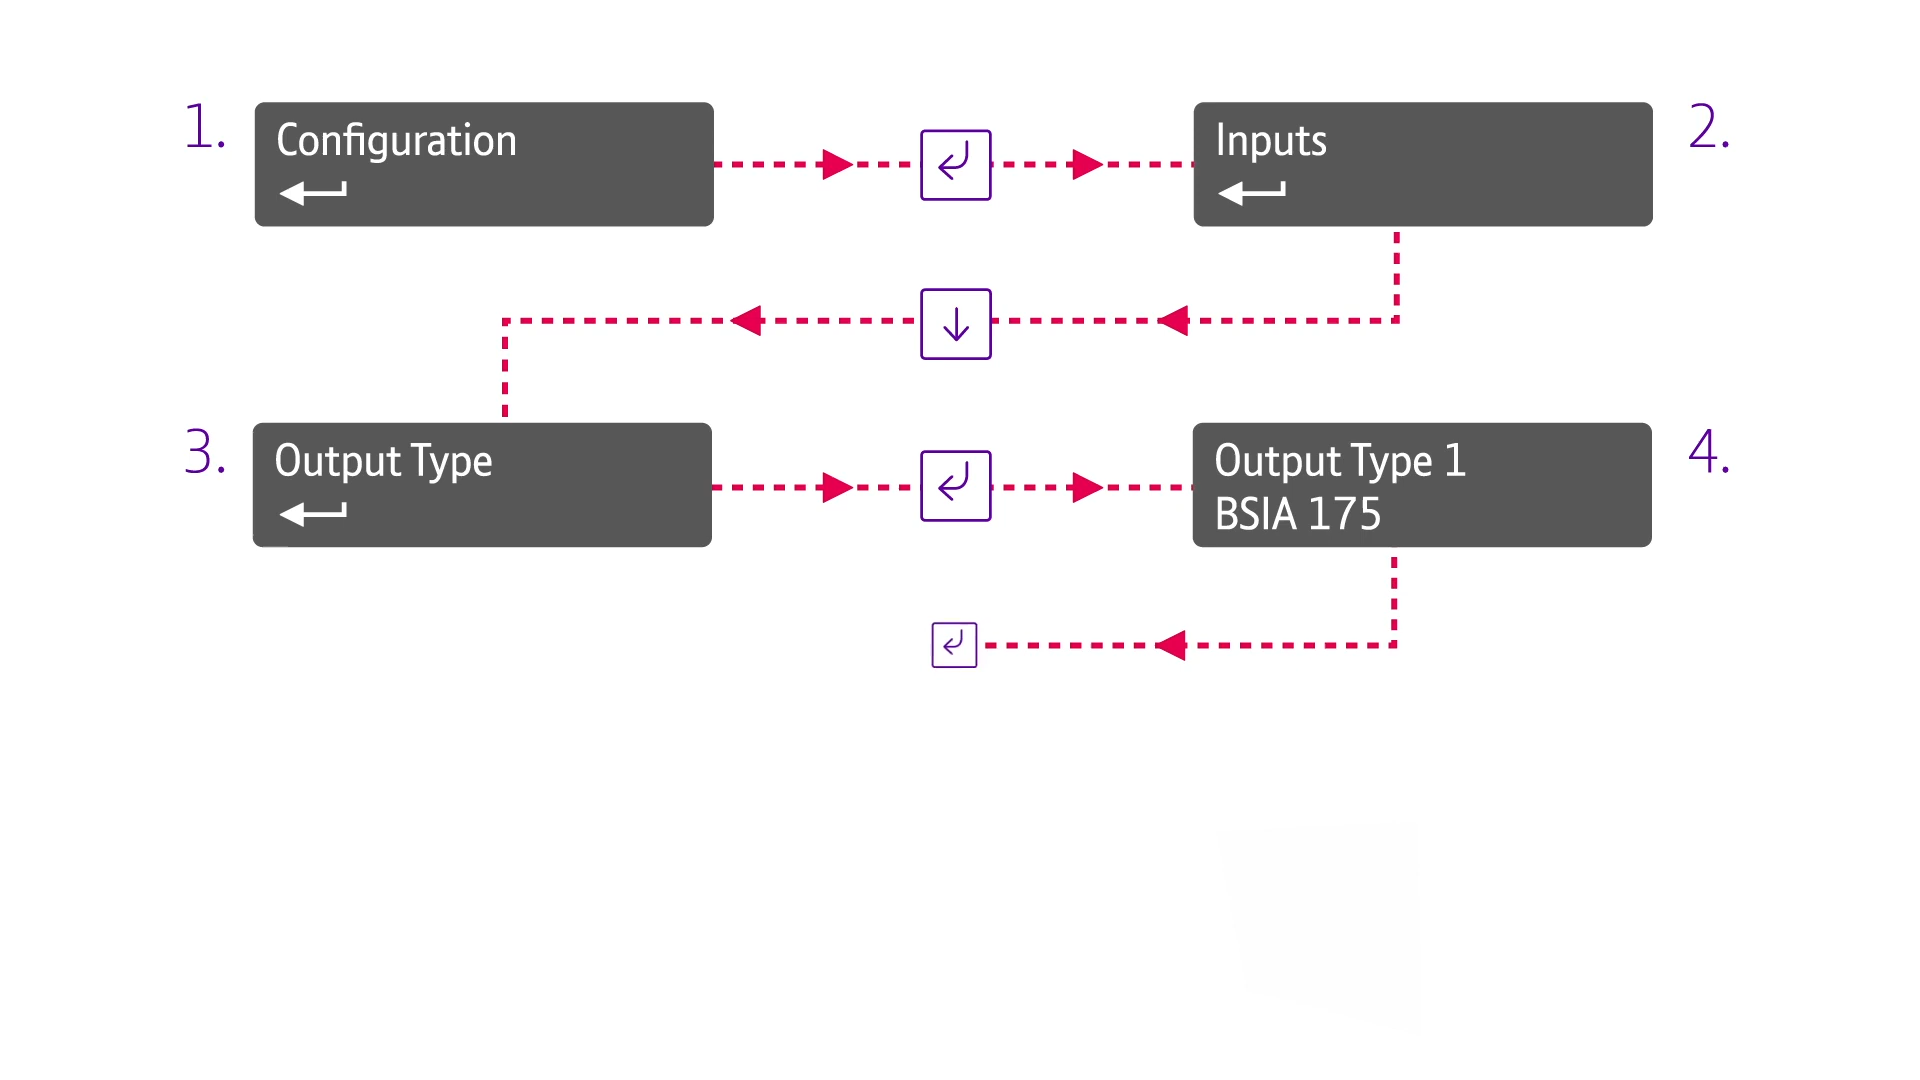 1.
Configuration
Inputs
2.
3.
Output Type
Output Type 1
BSIA 175
4.